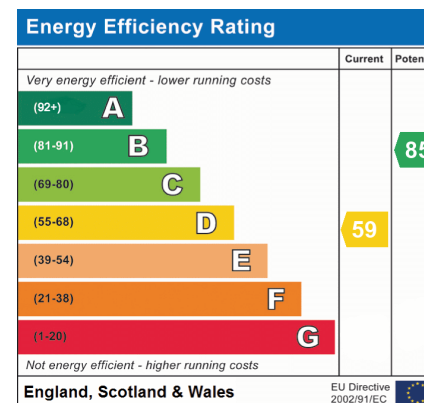 Energy Efficiency Rating
Current Poten
Very energy efficient - lower running costs
(92+) A
(81-91) B
85
(69-80) C
(55-68) D
59
(39-54) E
(21-38) F
(1-20) G
Not energy efficient - higher running costs
England, Scotland & Wales
EU Directive
2002/91/EC